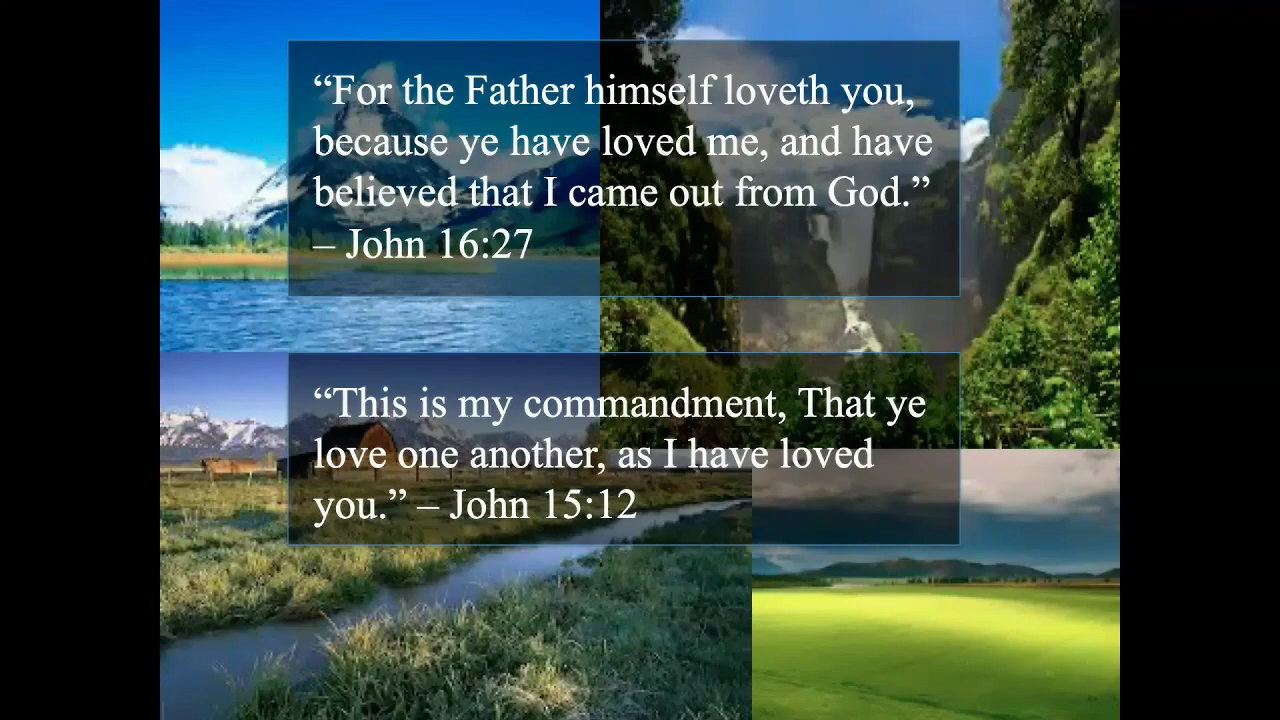 “For the Father himself loveth you,
because ye have loved me, and have
believed that I came out from God.”
– John 16:27
“This is my commandment, That ye
love one another, as I have loved
you.” – John 15:12